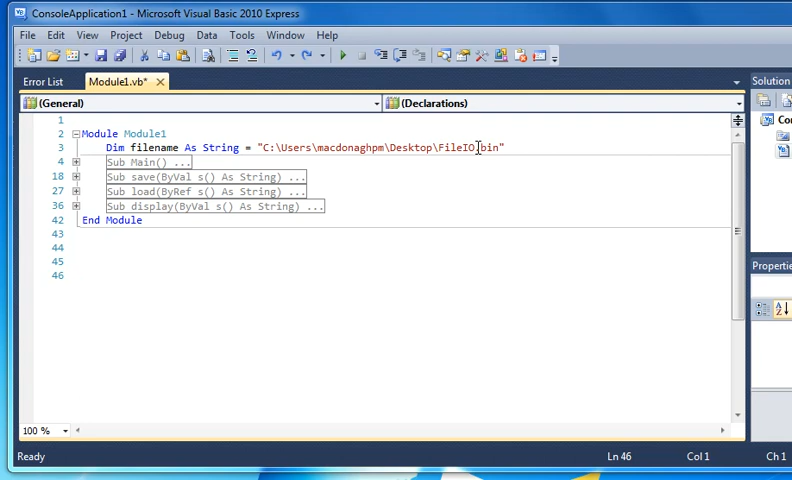 ConsoleApplication1 - Microsoft Visual Basic 2010 Express
File Edit View Project Debug Data Tools Window Help
Error List Module1.vb* Solution
(General) (Declarations)
1
2 Module Module1
3 Dim filename As String = "C:\Users\macdonaghpm\Desktop\FileIO.bin"
4 Sub Main() ...
18 Sub save(ByVal s() As String) ...
27 Sub load(ByRef s() As String) ...
36 Sub display(ByVal s() As String) ...
42 End Module
43
44
45
46
Co
Propertie
Co
100 %
Ready Ln 46 Col 1 Ch 1